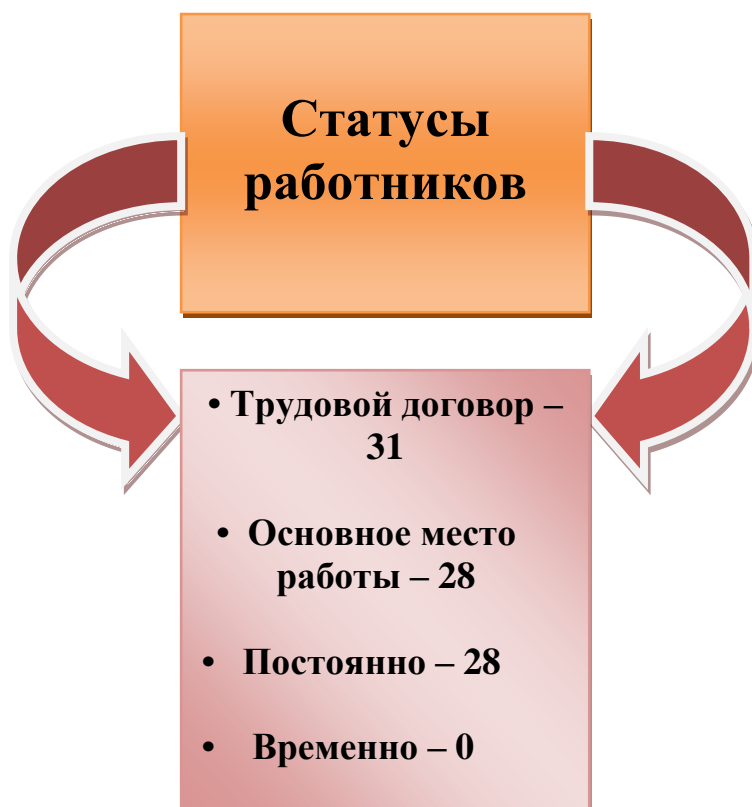 Статусы
работников
• Трудовой договор –
31
• Основное место
работы – 28
• Постоянно – 28
• Временно – 0